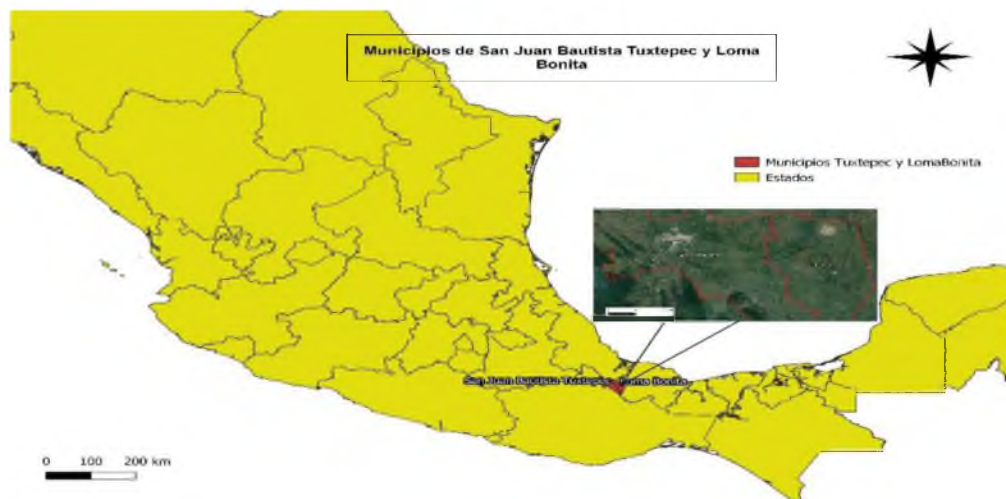 Municipios de San Juan Bautista Tuxtepec y Loma
Bonita
Municipios Tuxtepec y LomaBonita
Estados
San Juan Bautista Tuxtepec - Loma Bonita
0 100 200 km